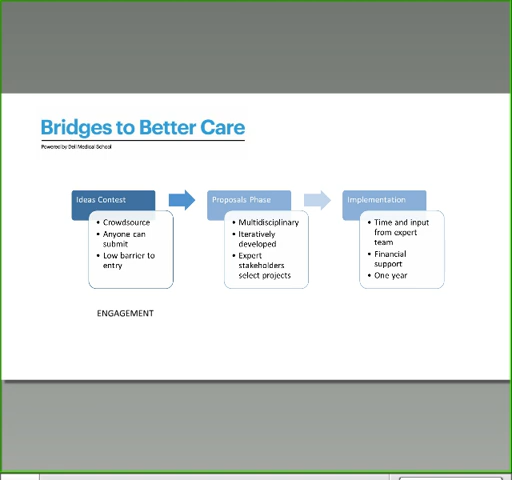 Bridges to Better Care
Powered by Dell Medical School
Ideas Contest
• Crowdsource
• Anyone can
submit
• Low barrier to
entry
Proposals Phase
• Multidisciplinary
• Iteratively
developed
• Expert
stakeholders
select projects
Implementation
• Time and input
from expert
team
• Financial
support
• One year
ENGAGEMENT